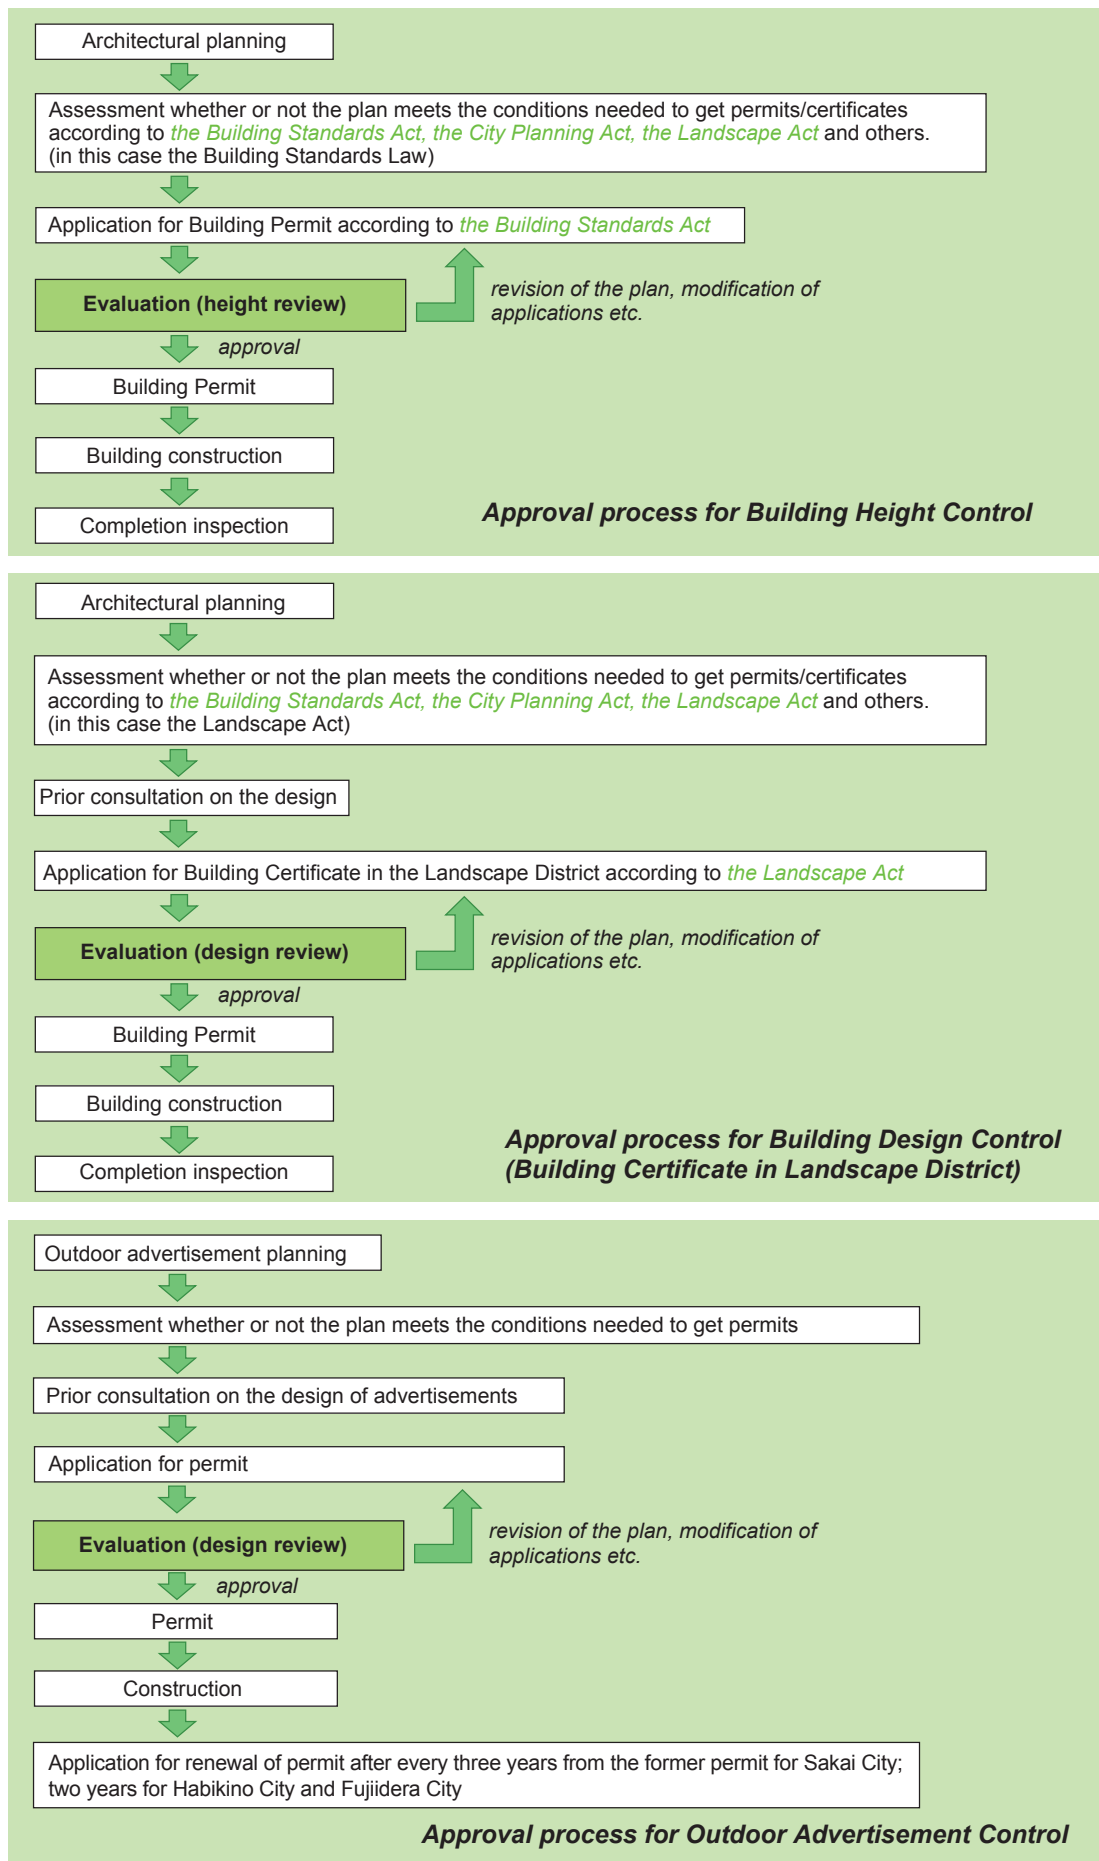 Architectural planning
Assessment whether or not the plan meets the conditions needed to get permits/certificates
according to the Building Standards Act, the City Planning Act, the Landscape Act and others.
(in this case the Building Standards Law)
Application for Building Permit according to the Building Standards Act
Evaluation (height review)
revision of the plan, modification of
applications etc.
approval
Building Permit
Building construction
Completion inspection
Approval process for Building Height Control
Architectural planning
Assessment whether or not the plan meets the conditions needed to get permits/certificates
according to the Building Standards Act, the City Planning Act, the Landscape Act and others.
(in this case the Landscape Act)
Prior consultation on the design
Application for Building Certificate in the Landscape District according to the Landscape Act
Evaluation (design review)
revision of the plan, modification of
applications etc.
approval
Building Permit
Building construction
Completion inspection
Approval process for Building Design Control
(Building Certificate in Landscape District)
Outdoor advertisement planning
Assessment whether or not the plan meets the conditions needed to get permits
Prior consultation on the design of advertisements
Application for permit
Evaluation (design review)
revision of the plan, modification of
applications etc.
approval
Permit
Construction
Application for renewal of permit after every three years from the former permit for Sakai City;
two years for Habikino City and Fujiidera City
Approval process for Outdoor Advertisement Control